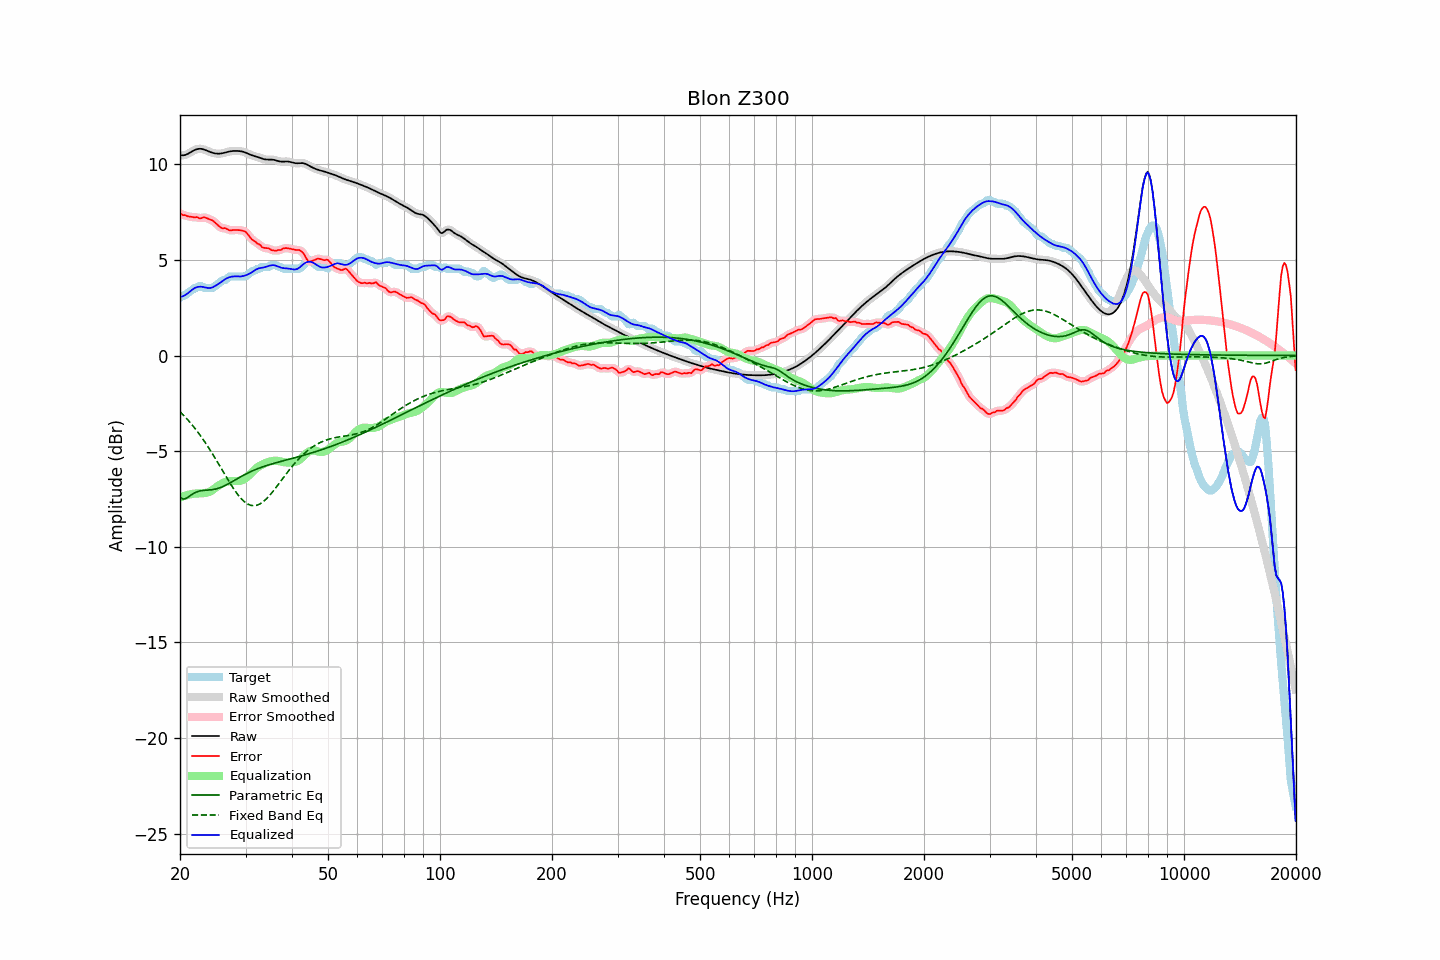 Blon Z300
10
5
0
−5
−10
−15
−20
−25
Amplitude (dBr)
Target
Raw Smoothed
Error Smoothed
Raw
Error
Equalization
Parametric Eq
Fixed Band Eq
Equalized
20 50 100 200 500 1000 2000 5000 10000 20000
Frequency (Hz)